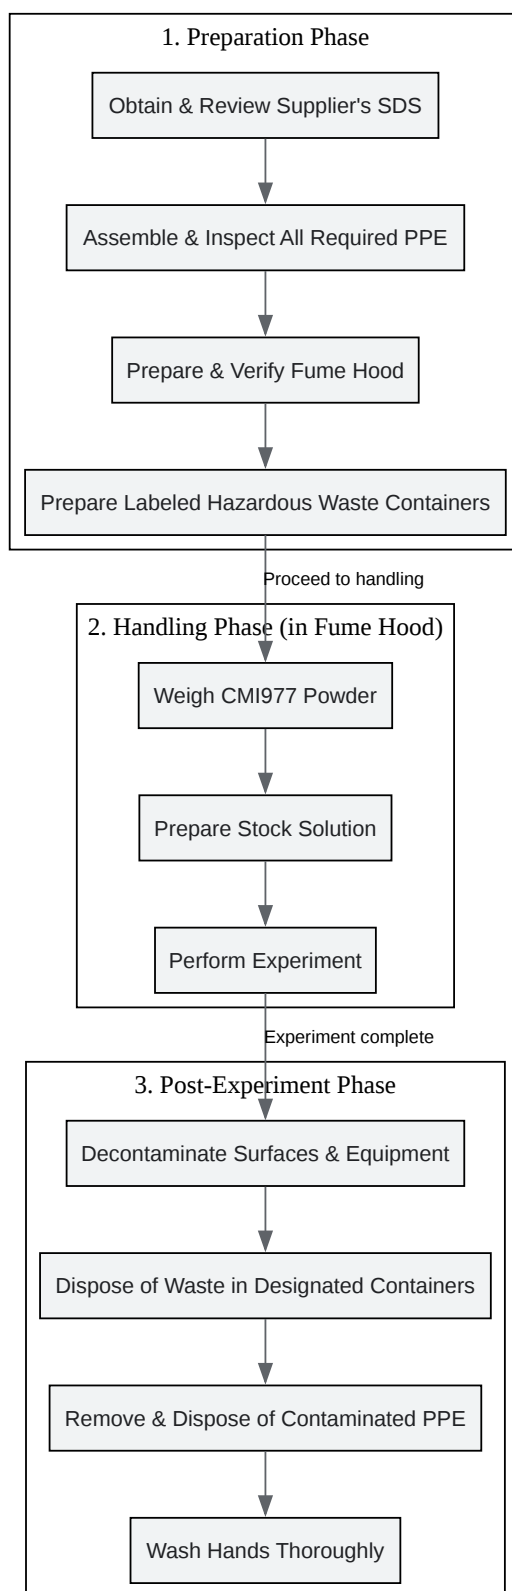 1. Preparation Phase
Obtain & Review Supplier's SDS
Assemble & Inspect All Required PPE
Prepare & Verify Fume Hood
Prepare Labeled Hazardous Waste Containers
Proceed to handling
2. Handling Phase (in Fume Hood)
Weigh CMI977 Powder
Prepare Stock Solution
Perform Experiment
Experiment complete
3. Post-Experiment Phase
Decontaminate Surfaces & Equipment
Dispose of Waste in Designated Containers
Remove & Dispose of Contaminated PPE
Wash Hands Thoroughly